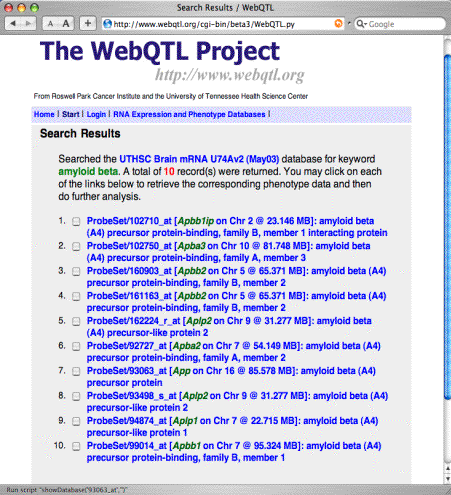 Search Results / WebQTL
A A
http://www.webqtl.org/cgi-bin/beta3/WebQTL.py
Google
The WebQTL Project
http://www.webqtl.org
From Roswell Park Cancer Institute and the University of Tennessee Health Science Center
Home | Start | Login | RNA Expression and Phenotype Databases |
Search Results
Searched the UTHSC Brain mRNA U74Av2 (May03) database for keyword
amyloid beta. A total of 10 record(s) were returned. You may click on each
of the links below to retrieve the corresponding phenotype data and then
do further analysis.
1. ProbeSet/102710_at [Apbb1ip on Chr 2 @ 23.146 MB]: amyloid beta
(A4) precursor protein-binding, family B, member 1 interacting protein
2. ProbeSet/102750_at [Apba3 on Chr 10 @ 81.748 MB]: amyloid beta (A4)
precursor protein-binding, family A, member 3
3. ProbeSet/160903_at [Apbb2 on Chr 5 @ 65.371 MB]: amyloid beta (A4)
precursor protein-binding, family B, member 2
4. ProbeSet/161163_at [Apbb2 on Chr 5 @ 65.371 MB]: amyloid beta (A4)
precursor protein-binding, family B, member 2
5. ProbeSet/162224_r_at [Aplp2 on Chr 9 @ 31.277 MB]: amyloid beta
(A4) precursor-like protein 2
6. ProbeSet/92727_at [Apba2 on Chr 7 @ 54.149 MB]: amyloid beta (A4)
precursor protein-binding, family A, member 2
7. ProbeSet/93063_at [App on Chr 16 @ 85.578 MB]: amyloid beta (A4)
precursor protein
8. ProbeSet/93498_s_at [Aplp2 on Chr 9 @ 31.277 MB]: amyloid beta (A4)
precursor-like protein 2
9. ProbeSet/94874_at [Aplp1 on Chr 7 @ 22.715 MB]: amyloid beta (A4)
precursor-like protein 1
10. ProbeSet/99014_at [Apbb1 on Chr 7 @ 95.324 MB]: amyloid beta (A4)
precursor protein-binding, family B, member 1
Run script "showDatabase('93063_at','')"